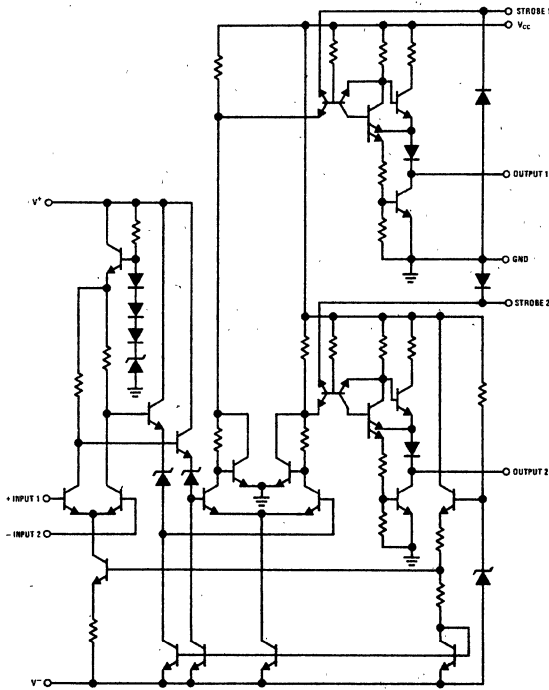 STROBE 1
VCC
OUTPUT 1
V+
GND
STROBE 2
OUTPUT 2
+ INPUT 1
− INPUT 2
V−